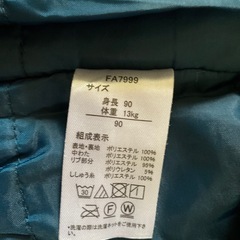 FA7999
サイズ
身長 90
体重 13kg
90
組成表示
表地・裏地 ポリエステル 100%
中わた ポリエステル 100%
リブ部分 ポリエステル 95%
ポリウレタン 5%
ししゅう糸 ポリエステル 100%
30
F W